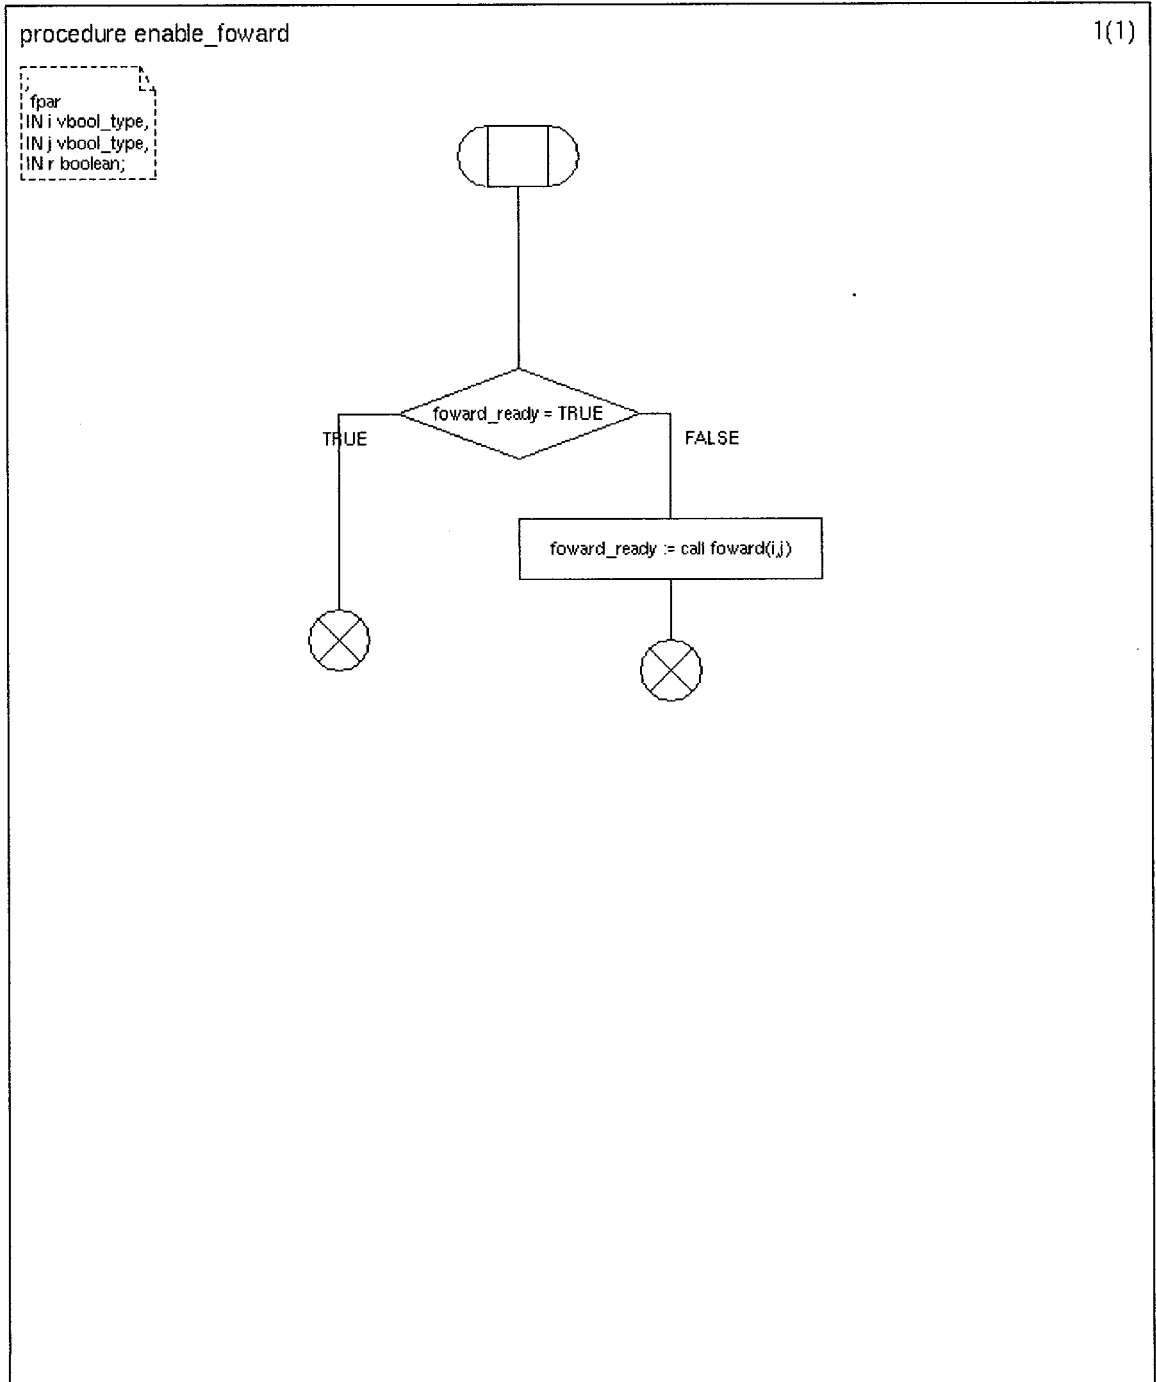 procedure enable_foward
1(1)
;
fpar
IN i vbool_type,
IN j vbool_type,
IN r boolean;
foward_ready = TRUE
TRUE
FALSE
foward_ready := call foward(i,j)